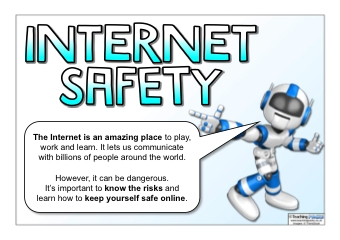 INTERNET
SAFETY
The Internet is an amazing place to play,
work and learn. It lets us communicate
with billions of people around the world.
However, it can be dangerous.
It's important to know the risks and
learn how to keep yourself safe online.